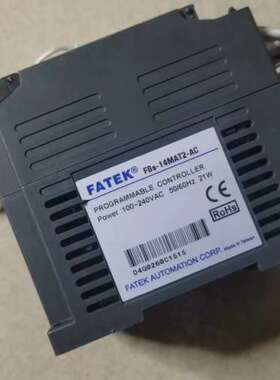 FATEK® FBs-14MAT2-AC
PROGRAMMABLE CONTROLLER
Power 100~240VAC 50/60Hz 21W
CE
RoHs
04Q0260C1515
Made in Taiwan
FATEK AUTOMATION CORP.